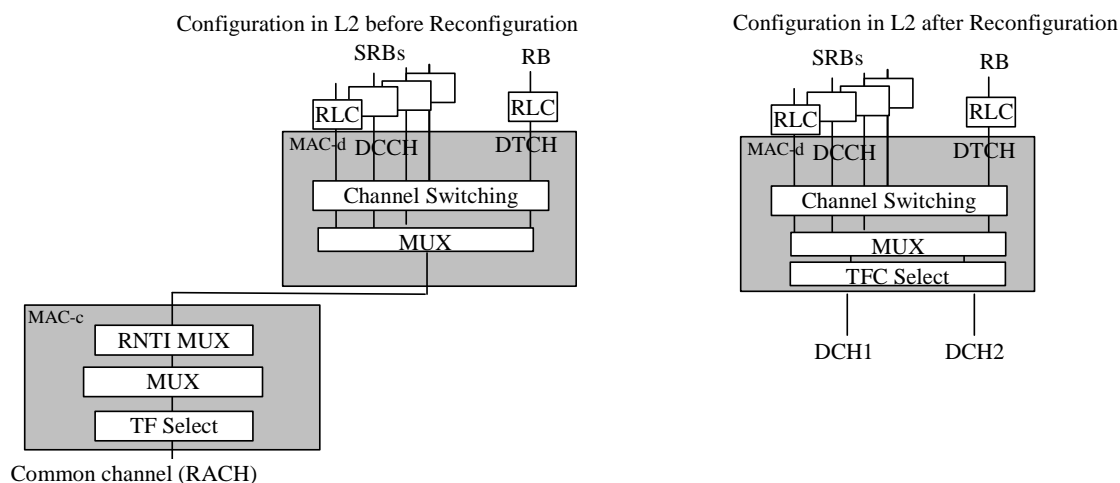 Configuration in L2 before Reconfiguration
SRBs
RB
RLC
RLC
MAC-d
DCCH
DTCH
Channel Switching
MUX
MAC-c
RNTI MUX
MUX
TF Select
Common channel (RACH)
Configuration in L2 after Reconfiguration
SRBs
RB
RLC
RLC
MAC-d
DCCH
DTCH
Channel Switching
MUX
TFC Select
DCH1
DCH2